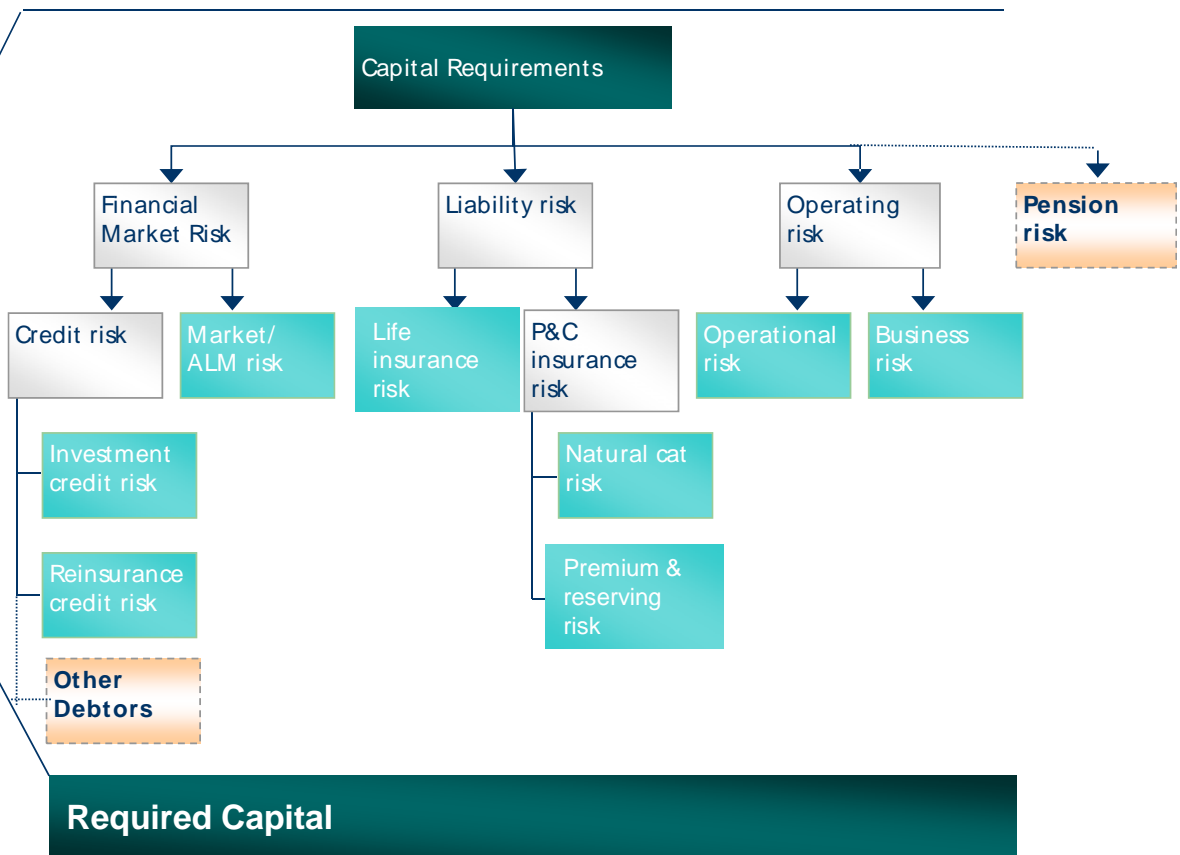 Capital Requirements
Financial
Market Risk
Liability risk
Operating
risk
Pension
risk
Credit risk
Market/
ALM risk
Life
insurance
risk
P&C
insurance
risk
Operational
risk
Business
risk
Investment
credit risk
Natural cat
risk
Reinsurance
credit risk
Premium &
reserving
risk
Other
Debtors
Required Capital